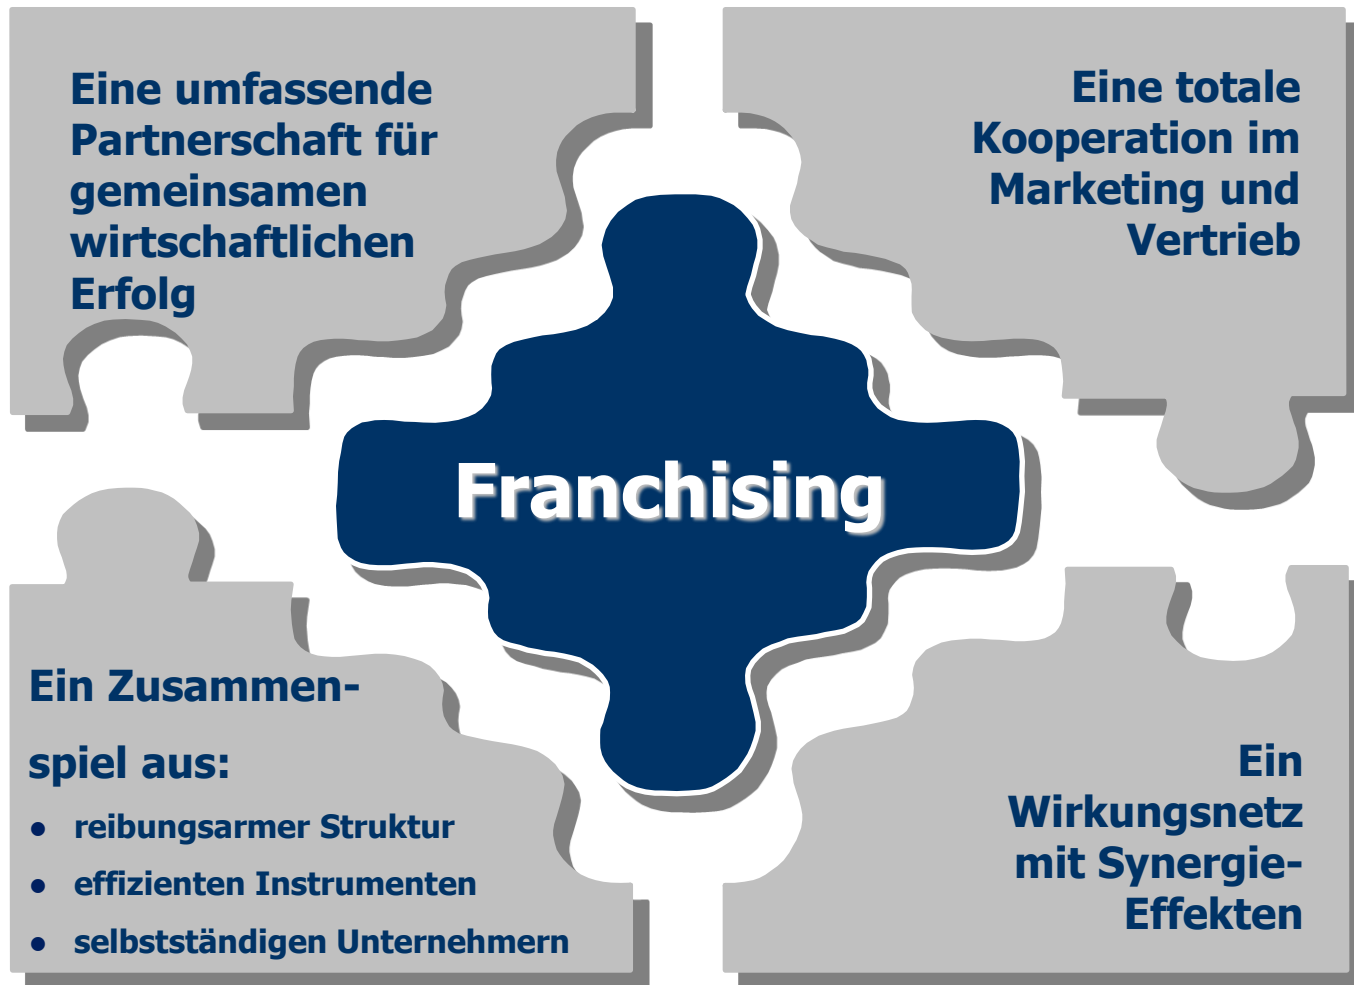 Eine umfassende
Partnerschaft für
gemeinsamen
wirtschaftlichen
Erfolg
Eine totale
Kooperation im
Marketing und
Vertrieb
Franchising
Ein Zusammen-
spiel aus:
• reibungsarmer Struktur
• effizienten Instrumenten
• selbstständigen Unternehmern
Ein
Wirkungsnetz
mit Synergie-
Effekten